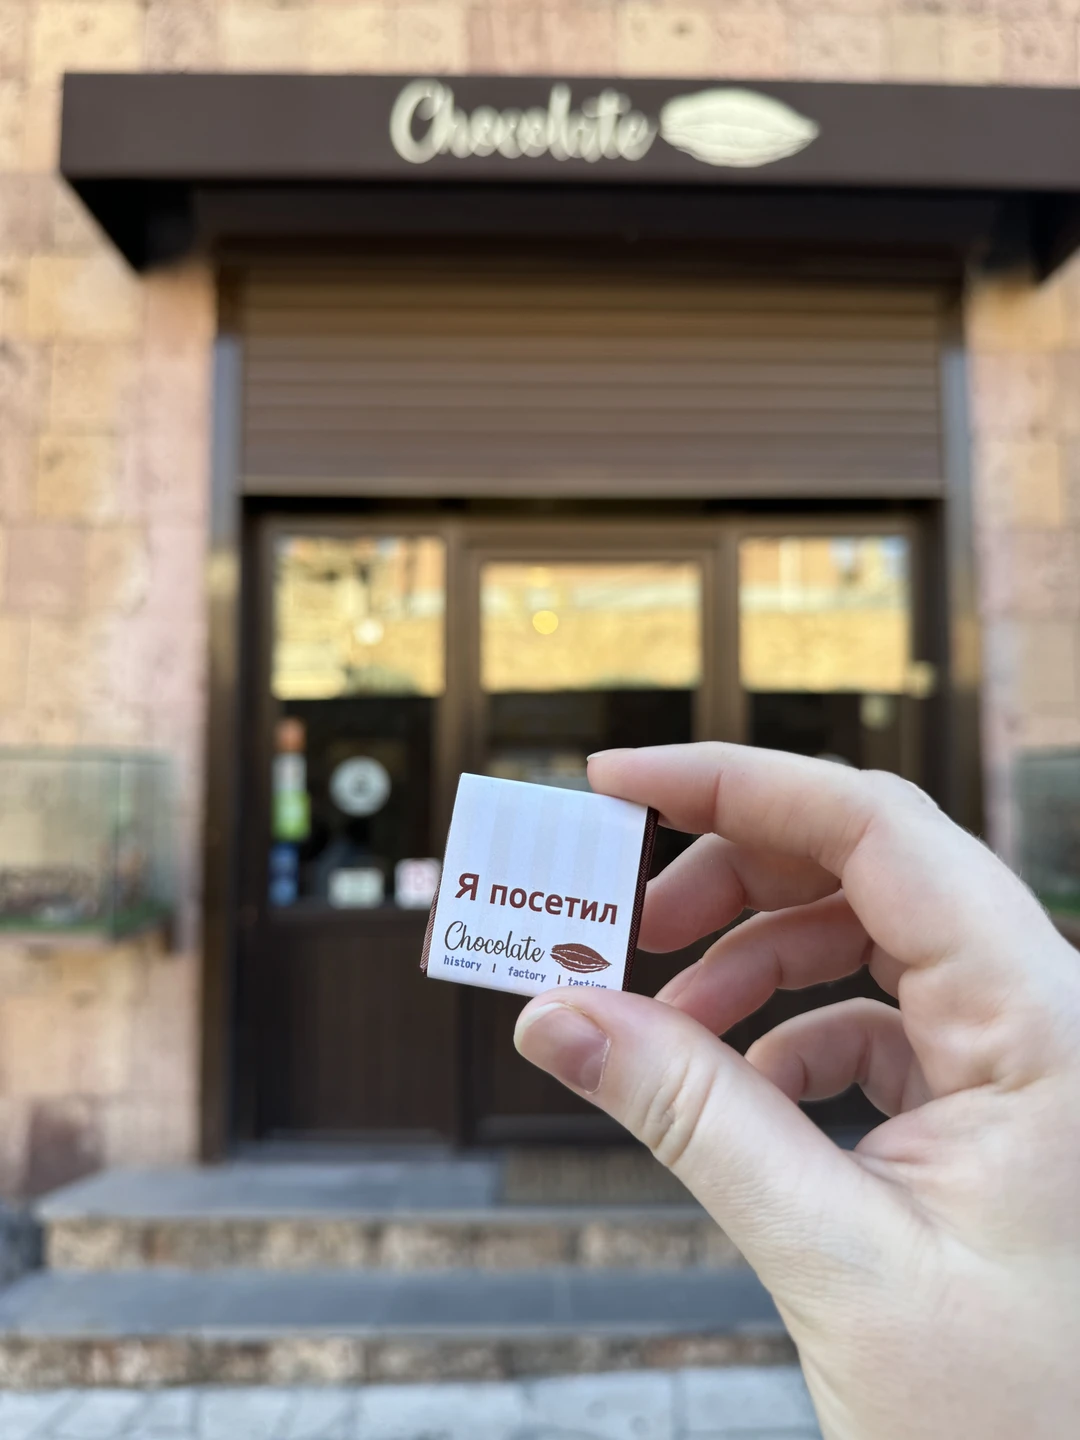 Chocolate
Я посетил
Chocolate
history | factory | tasting